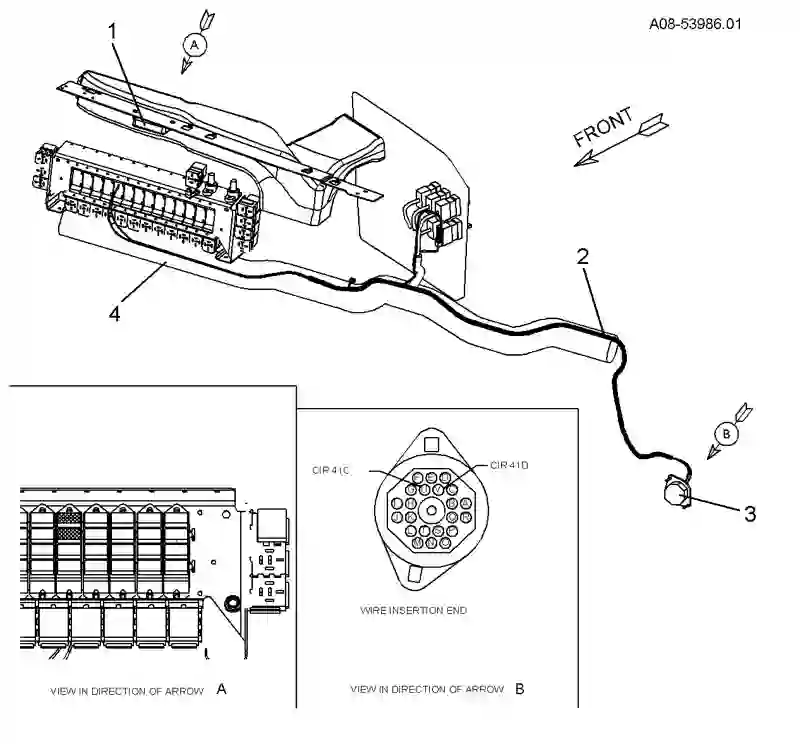 A08-53986.01
1
A
FRONT
2
4
B
3
CIR 41C
CIR 41D
WIRE INSERTION END
VIEW IN DIRECTION OF ARROW A
VIEW IN DIRECTION OF ARROW B